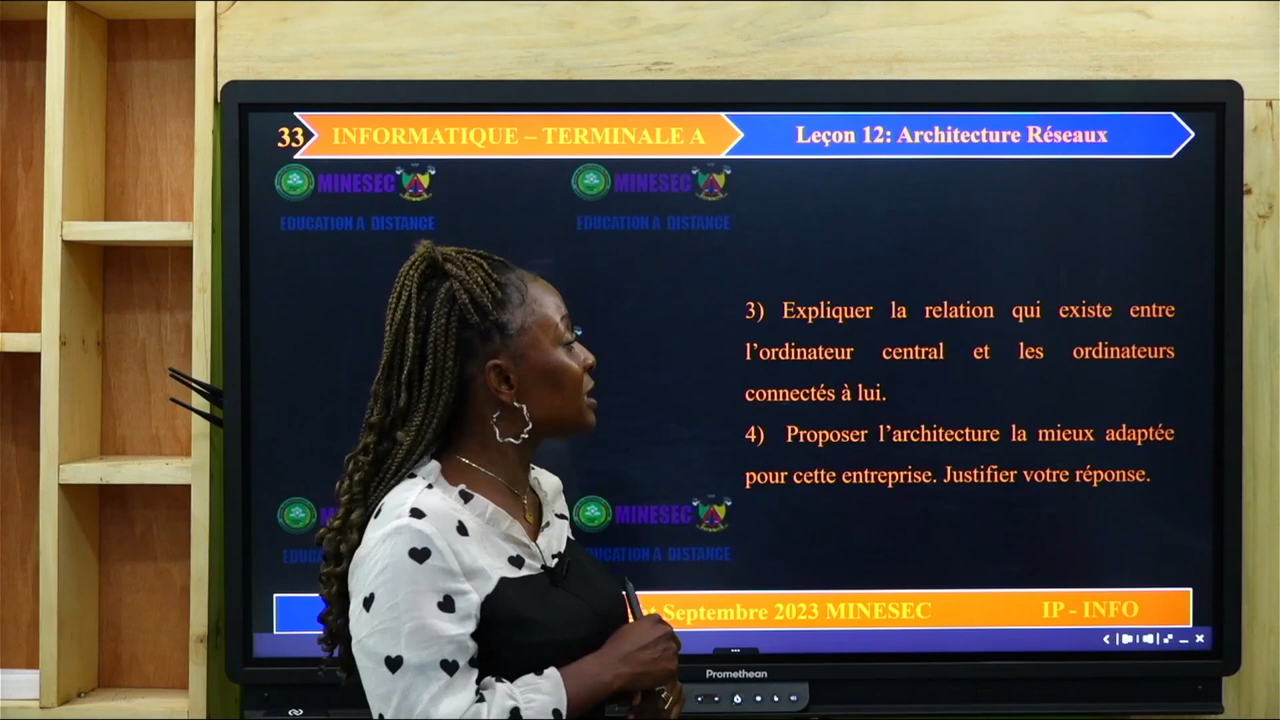 33 INFORMATIQUE – TERMINALE A Leçon 12: Architecture Réseaux
MINESEC MINESEC
EDUCATION A DISTANCE EDUCATION A DISTANCE
3) Expliquer la relation qui existe entre
l’ordinateur central et les ordinateurs
connectés à lui.
4) Proposer l’architecture la mieux adaptée
pour cette entreprise. Justifier votre réponse.
MINESEC
DISTANCE
Septembre 2023 MINESEC IP - INFO
Promethean